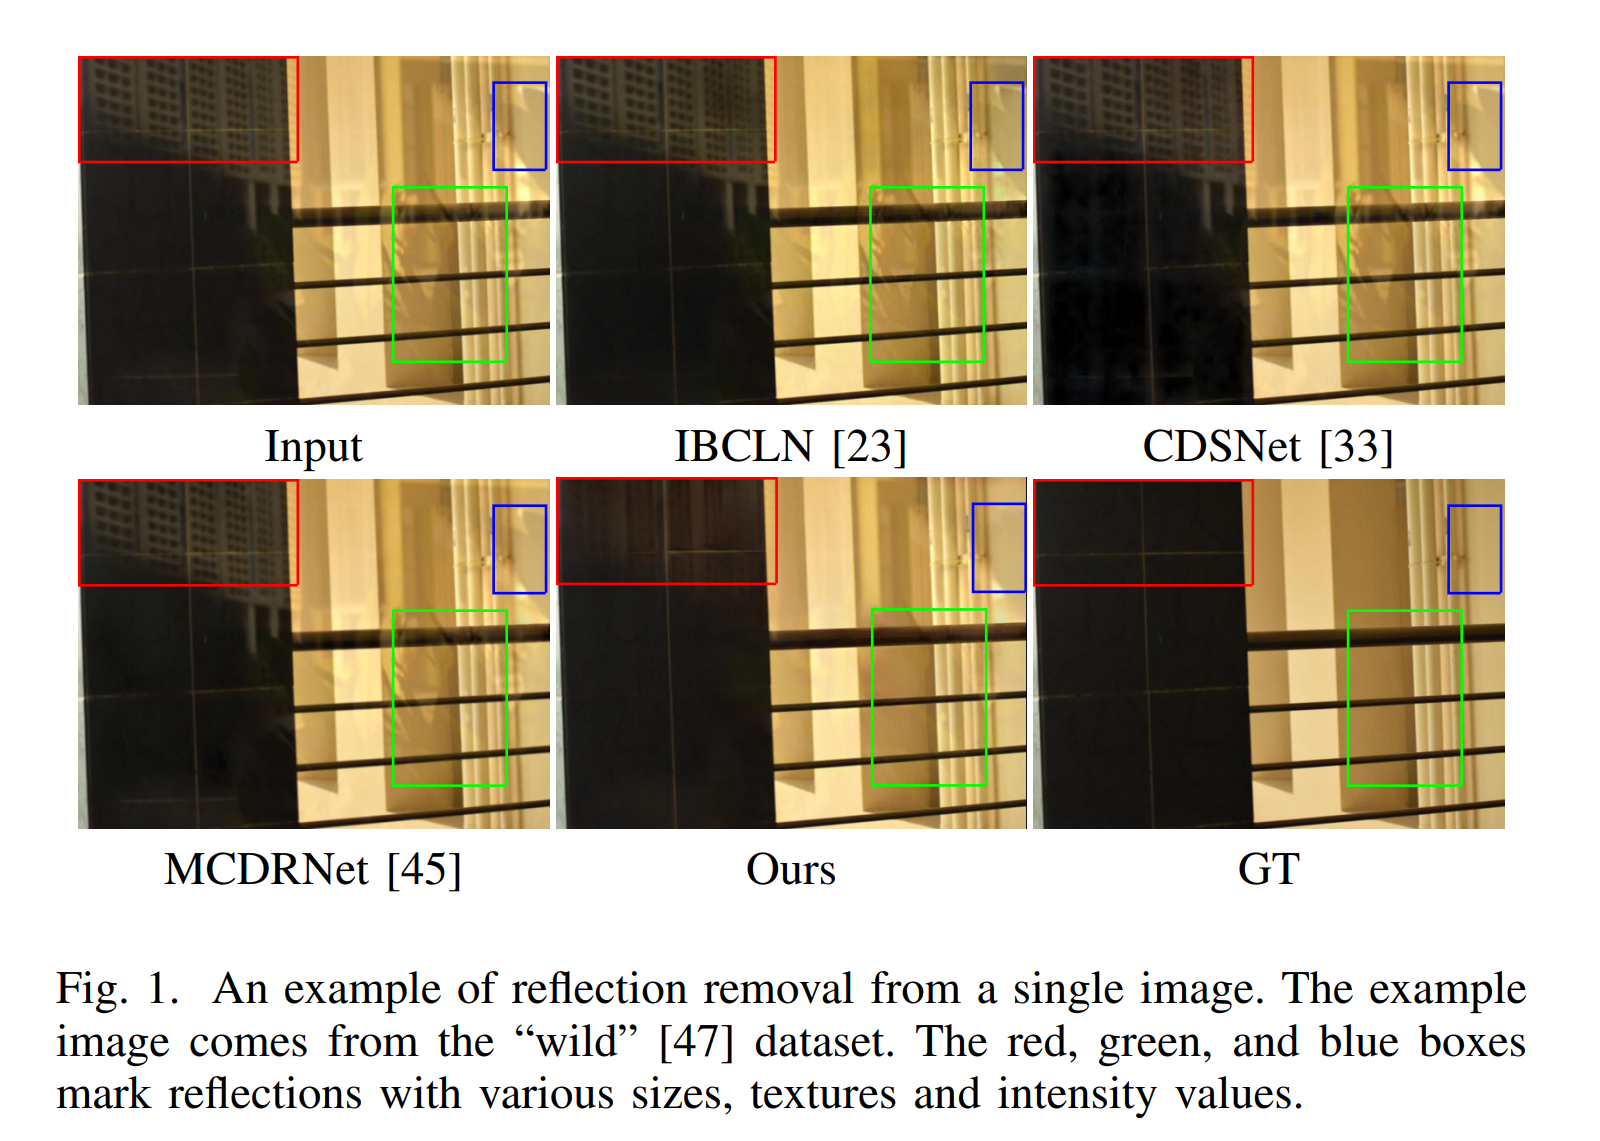 Input
IBCLN [23]
CDSNet [33]
MCDRNet [45]
Ours
GT
Fig. 1. An example of reflection removal from a single image. The example
image comes from the “wild” [47] dataset. The red, green, and blue boxes
mark reflections with various sizes, textures and intensity values.